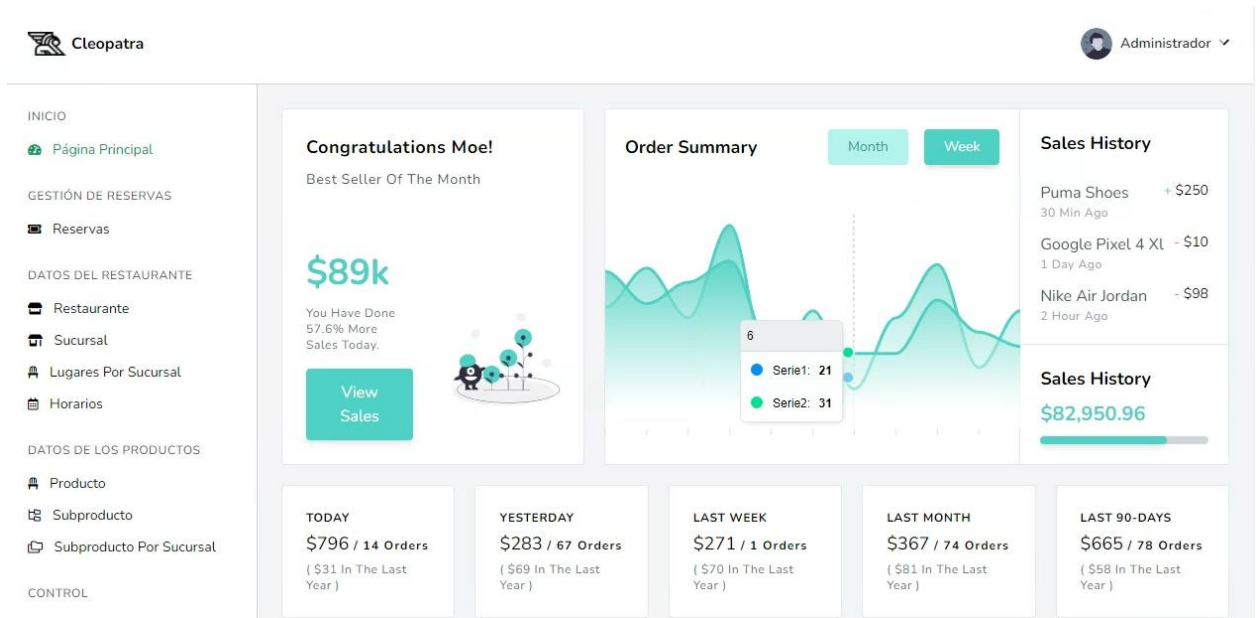 Cleopatra
Administrador
INICIO
Página Principal
GESTIÓN DE RESERVAS
Reservas
DATOS DEL RESTAURANTE
Restaurante
Sucursal
Lugares Por Sucursal
Horarios
DATOS DE LOS PRODUCTOS
Producto
Subproducto
Subproducto Por Sucursal
CONTROL
Congratulations Moe!
Best Seller Of The Month
$89k
You Have Done
57.6% More
Sales Today.
View
Sales
Order Summary
Month
Week
6
Serie1: 21
Serie2: 31
Sales History
Puma Shoes + $250
30 Min Ago
Google Pixel 4 Xl - $10
1 Day Ago
Nike Air Jordan - $98
2 Hour Ago
Sales History
$82,950.96
TODAY
$796 / 14 Orders
( $31 In The Last
Year )
YESTERDAY
$283 / 67 Orders
( $69 In The Last
Year )
LAST WEEK
$271 / 1 Orders
( $70 In The Last
Year )
LAST MONTH
$367 / 74 Orders
( $81 In The Last
Year )
LAST 90-DAYS
$665 / 78 Orders
( $58 In The Last
Year )